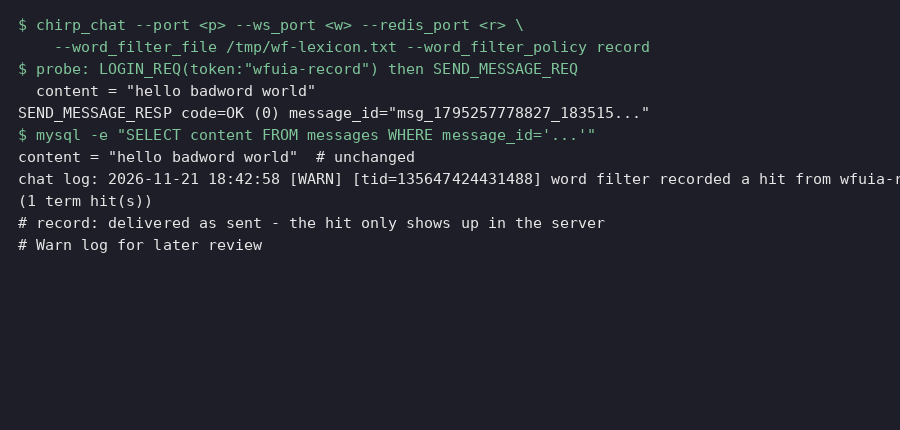 $ chirp_chat --port <p> --ws_port <w> --redis_port <r> \
    --word_filter_file /tmp/wf-lexicon.txt --word_filter_policy record
$ probe: LOGIN_REQ(token:"wfuia-record") then SEND_MESSAGE_REQ
  content = "hello badword world"
SEND_MESSAGE_RESP code=OK (0) message_id="msg_1795257778827_183515..."
$ mysql -e "SELECT content FROM messages WHERE message_id='...'"
content = "hello badword world"  # unchanged
chat log: 2026-11-21 18:42:58 [WARN] [tid=135647424431488] word filter recorded a hit from wfuia-r
(1 term hit(s))
# record: delivered as sent - the hit only shows up in the server
# Warn log for later review